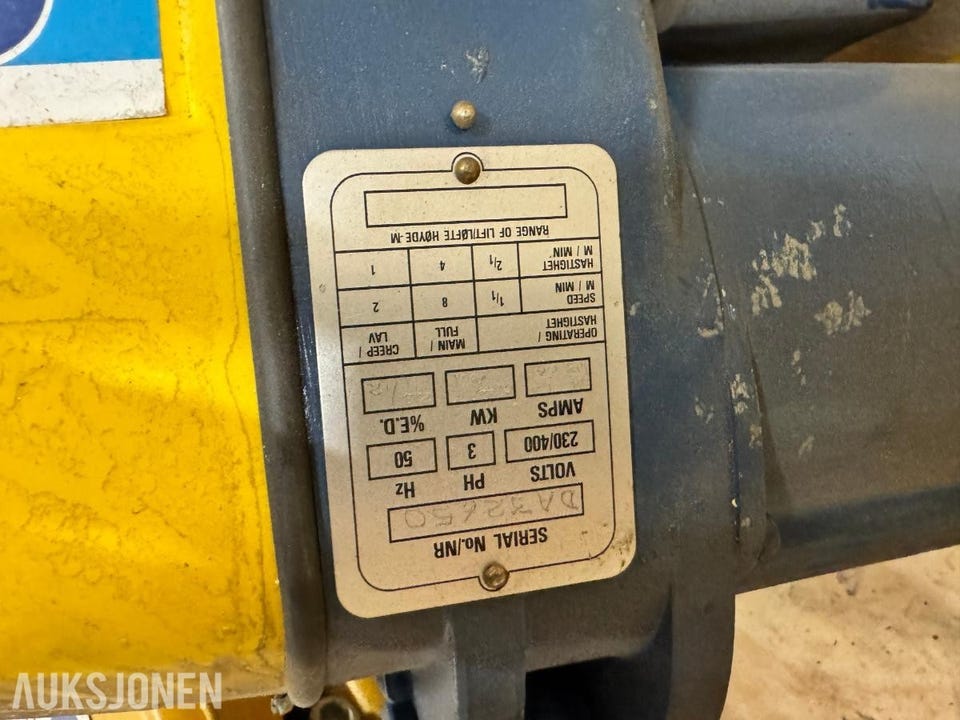 SERIAL No./NR
DA32650
VOLTS PH Hz
230/400 3 50
AMPS KW %E.D.
OPERATING / MAIN / CREEP /
HASTIGHET FULL LAV
SPEED 1/1 8 2
M / MIN
HASTIGHET 2/1 4 1
M / MIN
RANGE OF LIFT/LØFTE HØYDE-M
AUKSJONEN